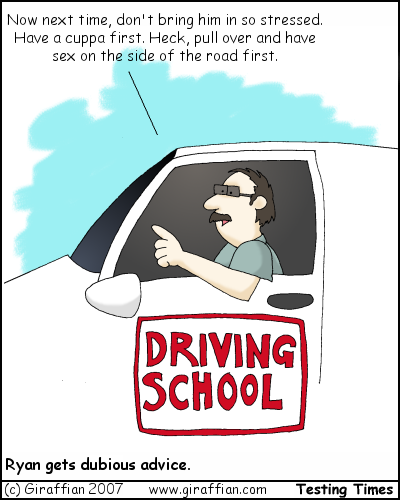 Now next time, don't bring him in so stressed.
Have a cuppa first. Heck, pull over and have
sex on the side of the road first.
DRIVING
SCHOOL
Ryan gets dubious advice.
(c) Giraffian 2007 www.giraffian.com Testing Times